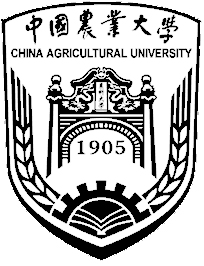 中國農業大學
CHINA AGRICULTURAL UNIVERSITY
1905